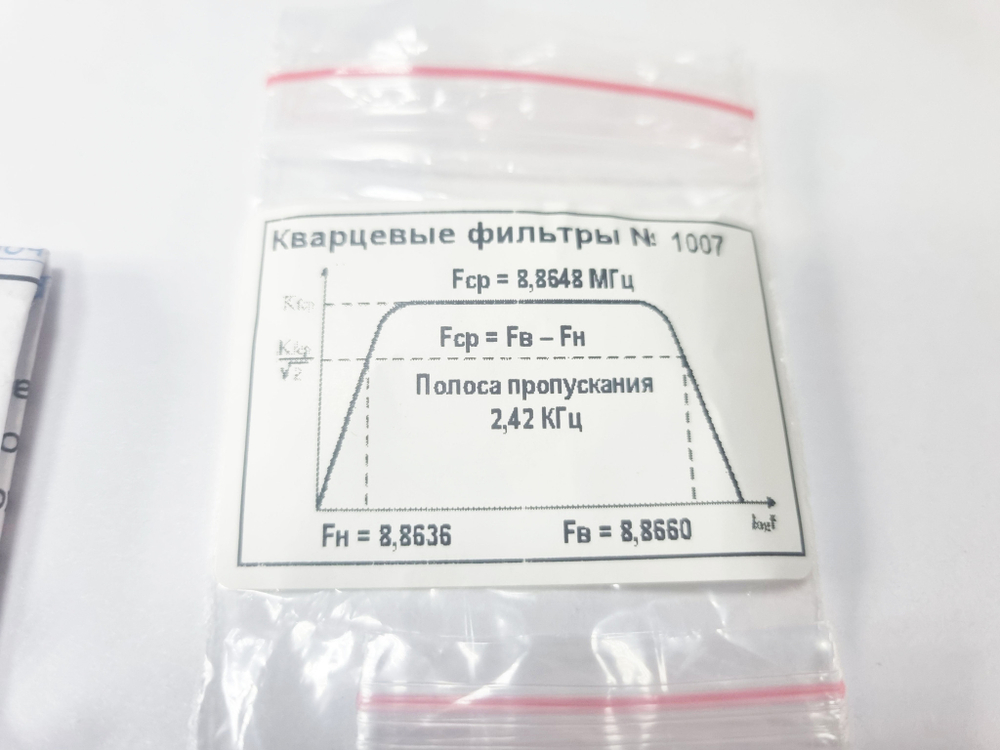 Кварцевые фильтры № 1007
Fср = 8,8648 МГц
Fср = Fв – Fн
Полоса пропускания
2,42 КГц
Fн = 8,8636
Fв = 8,8660